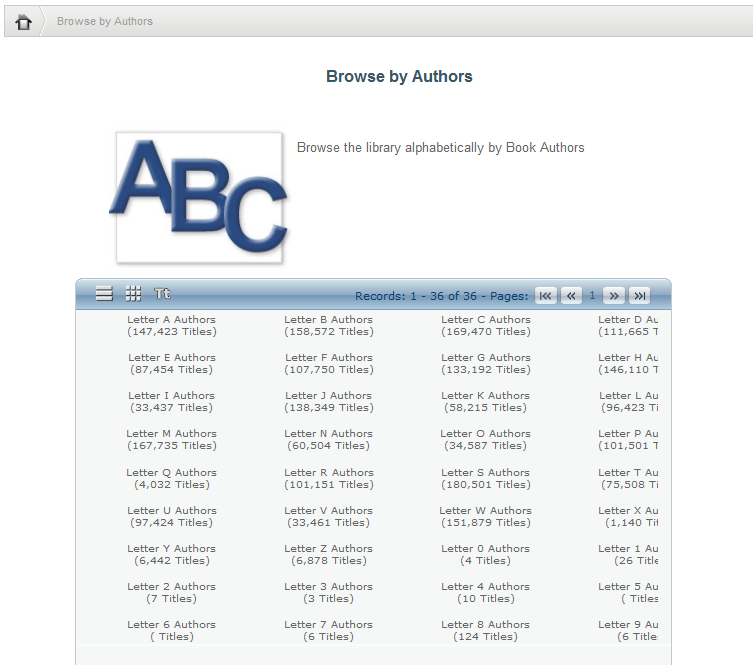 Browse by Authors
Browse by Authors
ABC
Browse the library alphabetically by Book Authors
Tt
Records: 1 - 36 of 36 - Pages: 1
Letter A Authors Letter B Authors Letter C Authors Letter D Au
(147,423 Titles) (158,572 Titles) (169,470 Titles) (111,665 T
Letter E Authors Letter F Authors Letter G Authors Letter H Au
(87,454 Titles) (107,750 Titles) (133,192 Titles) (146,110 T
Letter I Authors Letter J Authors Letter K Authors Letter L Au
(33,437 Titles) (138,349 Titles) (58,215 Titles) (96,423 Ti
Letter M Authors Letter N Authors Letter O Authors Letter P Au
(167,735 Titles) (60,504 Titles) (34,587 Titles) (101,501 T
Letter Q Authors Letter R Authors Letter S Authors Letter T Au
(4,032 Titles) (101,151 Titles) (180,501 Titles) (75,508 Ti
Letter U Authors Letter V Authors Letter W Authors Letter X Au
(97,424 Titles) (33,461 Titles) (151,879 Titles) (1,140 Tit
Letter Y Authors Letter Z Authors Letter 0 Authors Letter 1 Au
(6,442 Titles) (6,878 Titles) (4 Titles) (26 Title
Letter 2 Authors Letter 3 Authors Letter 4 Authors Letter 5 Au
(7 Titles) (3 Titles) (10 Titles) ( Titles
Letter 6 Authors Letter 7 Authors Letter 8 Authors Letter 9 Au
( Titles) (6 Titles) (124 Titles) (6 Title